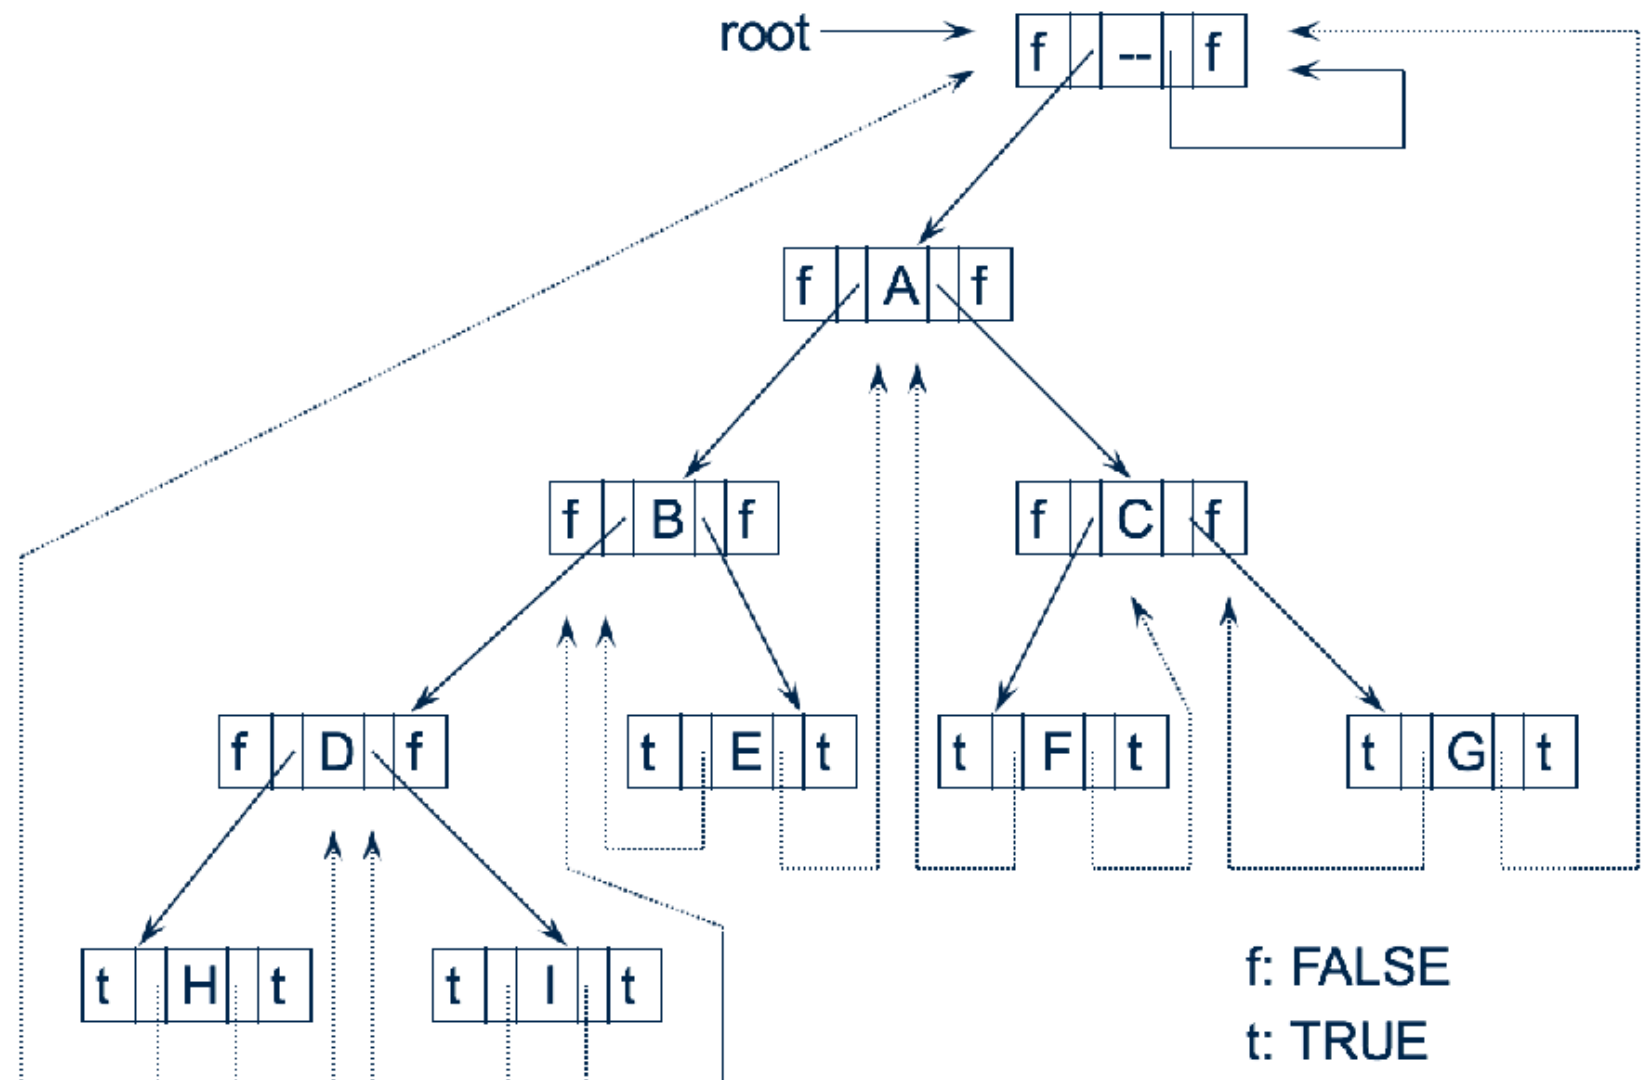 root
f -- f
f A f
f B f
f C f
f D f
t E t
t F t
t G t
t H t
t I t
f: FALSE
t: TRUE